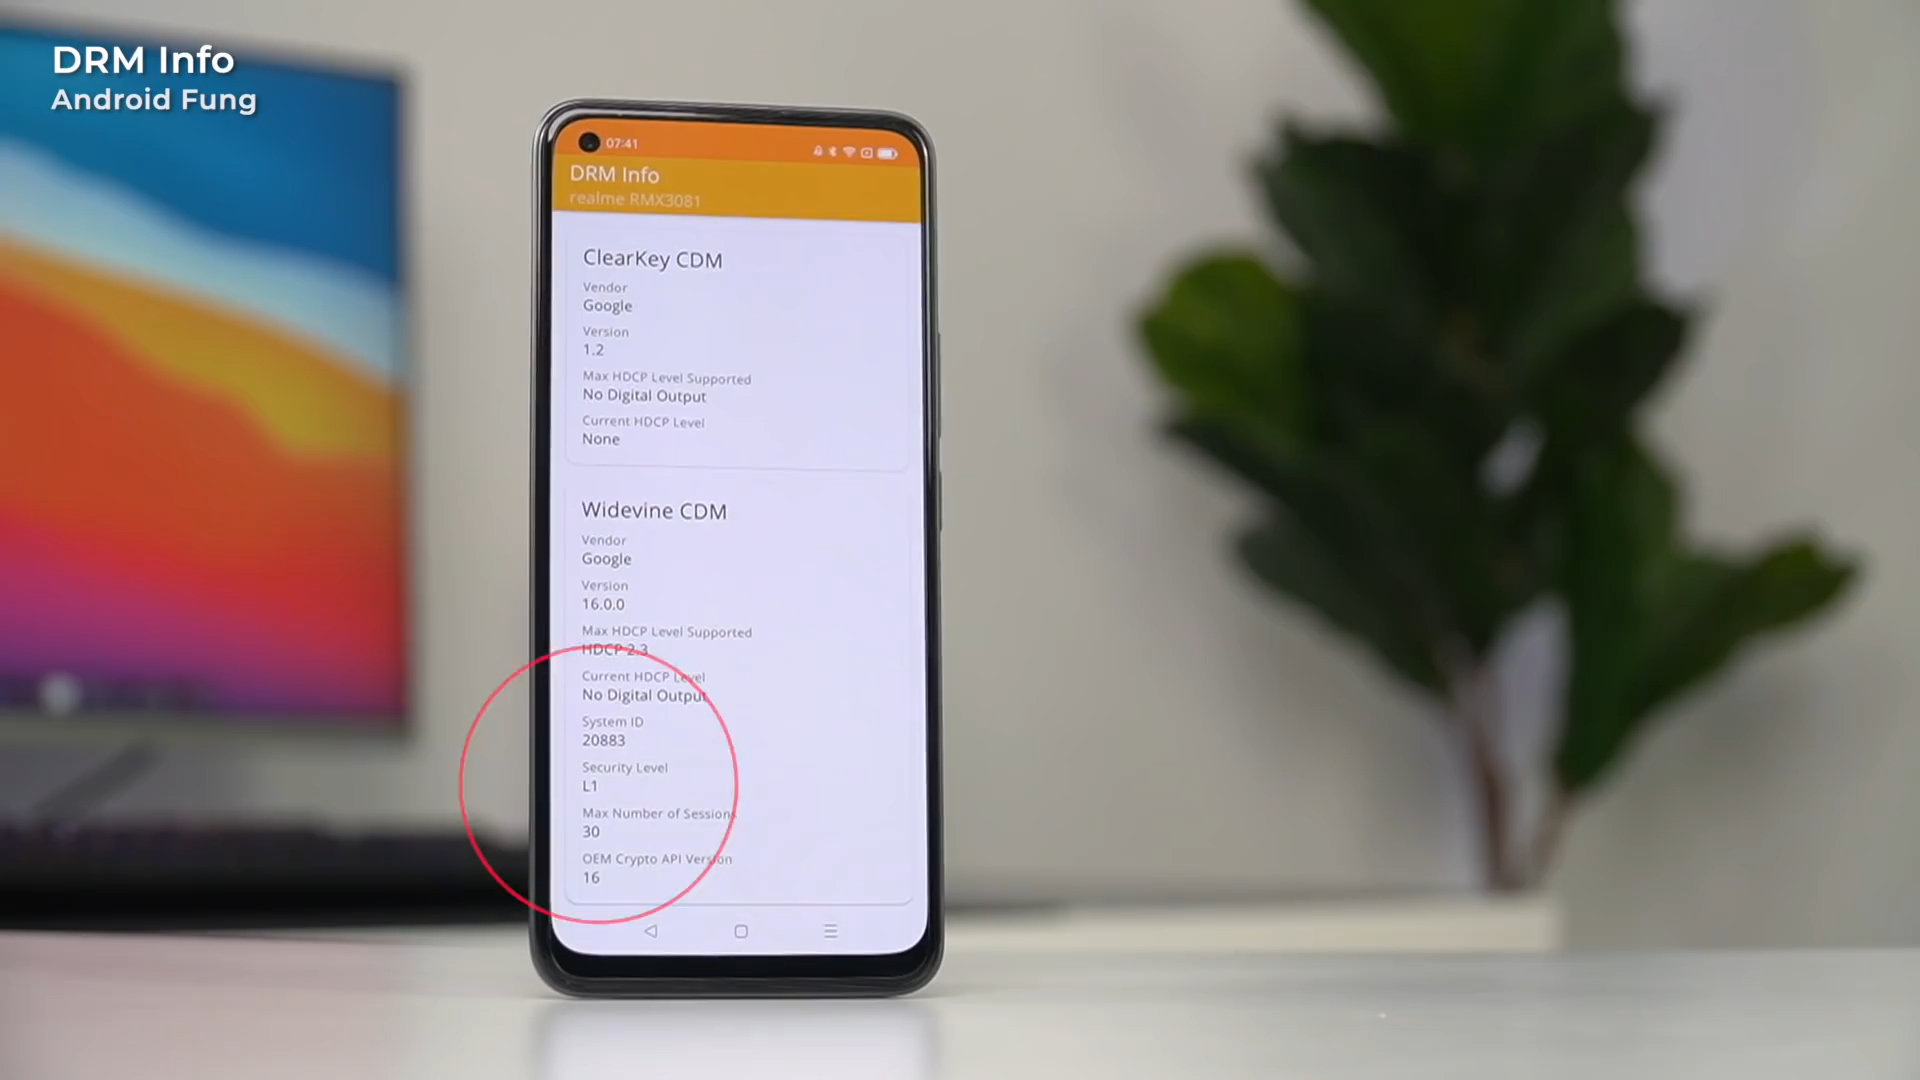 DRM Info
Android Fung
07:41
DRM Info
realme RMX3081
ClearKey CDM
Vendor
Google
Version
1.2
Max HDCP Level Supported
No Digital Output
Current HDCP Level
None
Widevine CDM
Vendor
Google
Version
16.0.0
Max HDCP Level Supported
HDCP 2.3
Current HDCP Level
No Digital Output
System ID
20883
Security Level
L1
Max Number of Sessions
30
OEM Crypto API Version
16